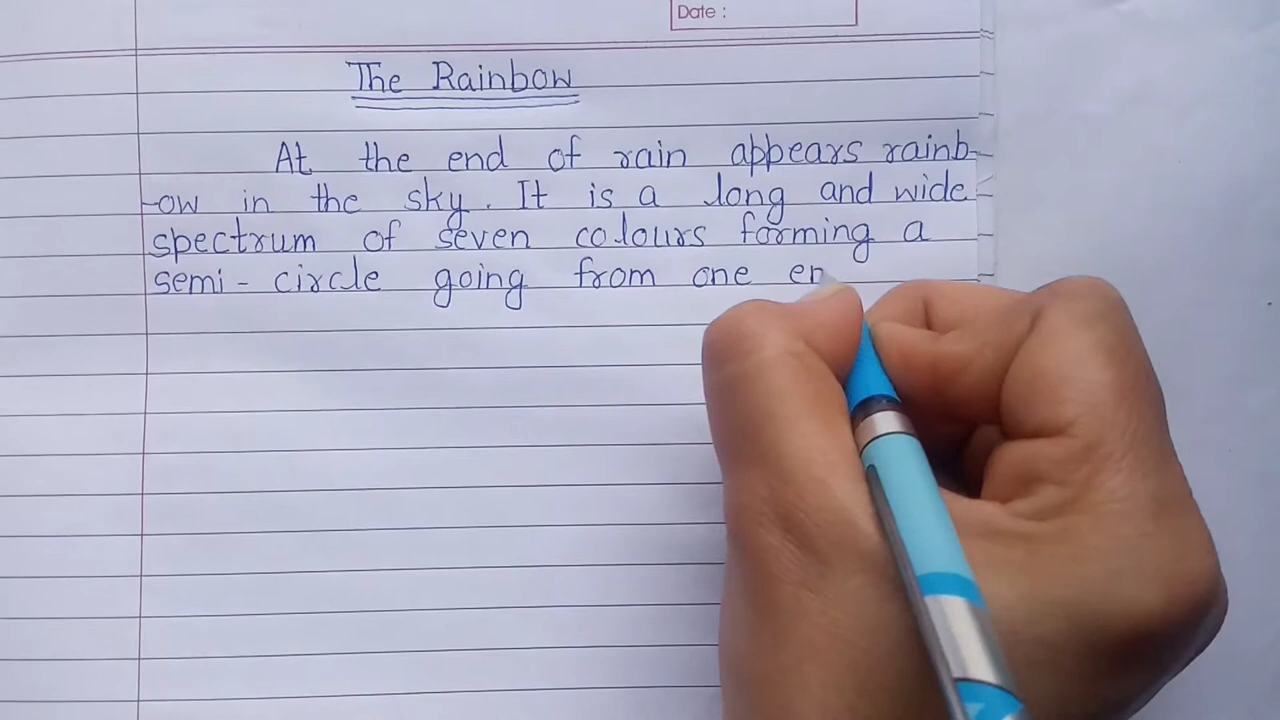 Date :
The Rainbow
At the end of rain appears rainb-
-ow in the sky. It is a long and wide
spectrum of seven colours forming a
semi- circle going from one en